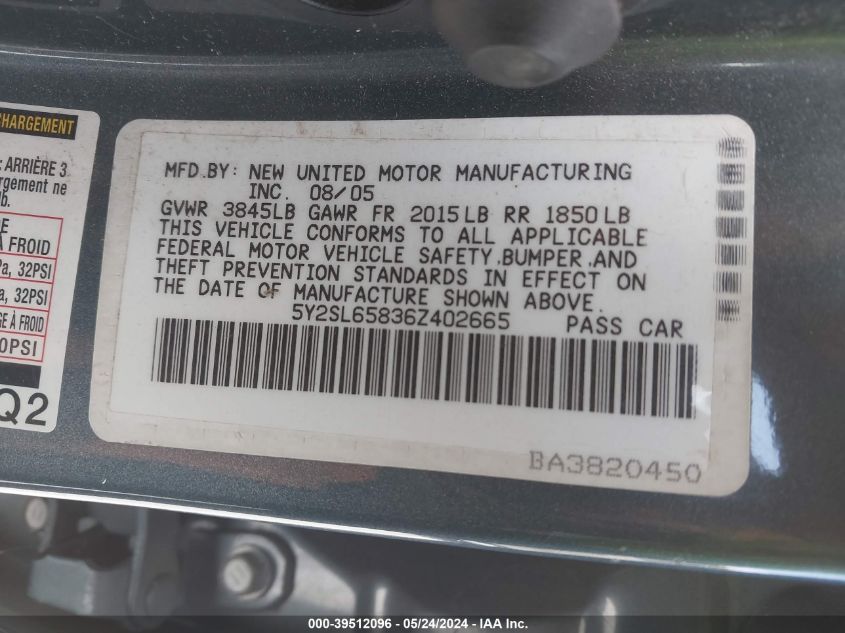 CHARGEMENT
: ARRIÈRE 3
rgement ne
À FROID
Pa, 32PSI
a, 32PSI
GE À FROID
0PSI
Q2
MFD.BY: NEW UNITED MOTOR MANUFACTURING
INC. 08/05
GVWR 3845LB GAWR FR 2015LB RR 1850LB
THIS VEHICLE CONFORMS TO ALL APPLICABLE
FEDERAL MOTOR VEHICLE SAFETY,BUMPER,AND
THEFT PREVENTION STANDARDS IN EFFECT ON
THE DATE OF MANUFACTURE SHOWN ABOVE.
5Y2SL65836Z402665 PASS CAR
BA3820450
000-39512096 - 05/24/2024 - IAA Inc.